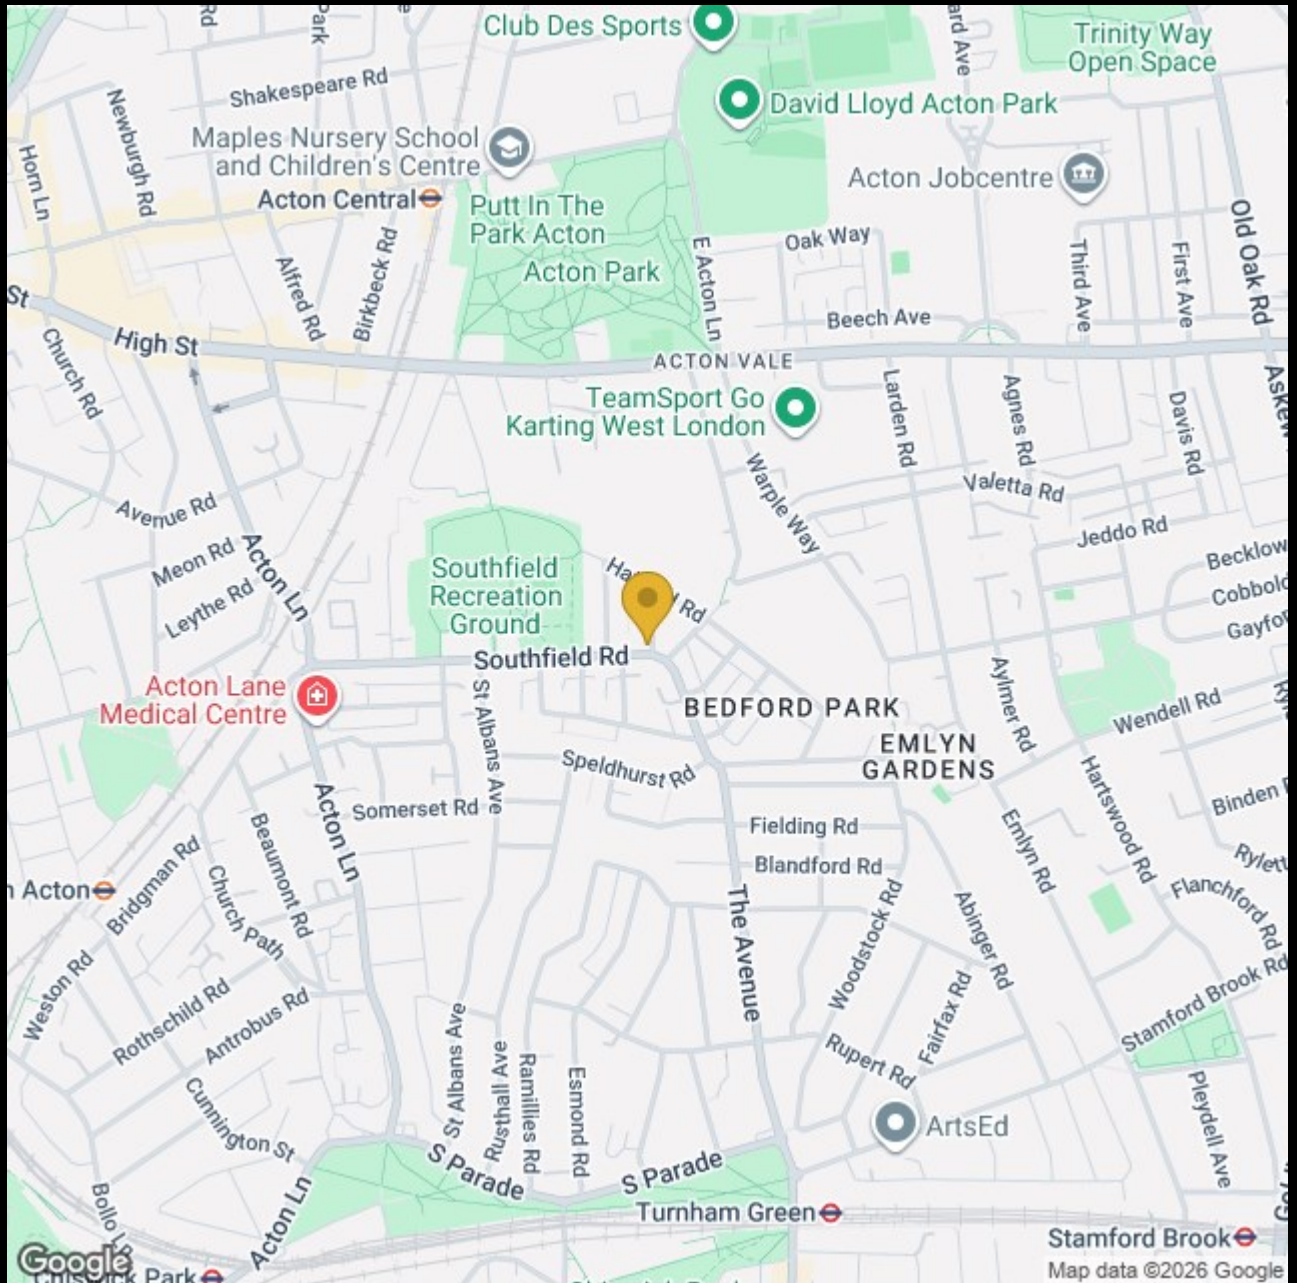 Club Des Sports
Trinity Way
Open Space
Shakespeare Rd
David Lloyd Acton Park
Newburgh Rd
Maples Nursery School
and Children's Centre
Horn Ln
Acton Jobcentre
Acton Central
Putt In The
Park Acton
Old Oak Rd
Oak Way
E Acton Ln
Third Ave
First Ave
Alfred Rd
Birkbeck Rd
Acton Park
St
High St
Beech Ave
ACTON VALE
Church Rd
TeamSport Go
Karting West London
Larden Rd
Agnes Rd
Davis Rd
Warple Way
Valetta Rd
Avenue Rd
Jeddo Rd
Meon Rd
Acton Ln
Leythe Rd
Southfield
Recreation
Ground
Rd
Southfield Rd
Acton Lane
Medical Centre
St Albans Ave
BEDFORD PARK
Aylmer Rd
Wendell Rd
EMLYN
GARDENS
Speldhurst Rd
Acton Ln
Somerset Rd
Fielding Rd
Blandford Rd
Hartswood Rd
Emlyn Rd
Beaumont Rd
Bridgman Rd
Acton
Church Path
The Avenue
Woodstock Rd
Abinger Rd
Flanchford Rd
Weston Rd
Rothschild Rd
Antrobus Rd
Fairfax Rd
Stamford Brook Rd
St Albans Ave
Rusthall Ave
Ramillies Rd
Esmond Rd
Rupert Rd
Cunnington St
ArtsEd
Pleydell Ave
S Parade
S Parade
Acton Ln
Turnham Green
Stamford Brook
Google
Map data ©2026 Google